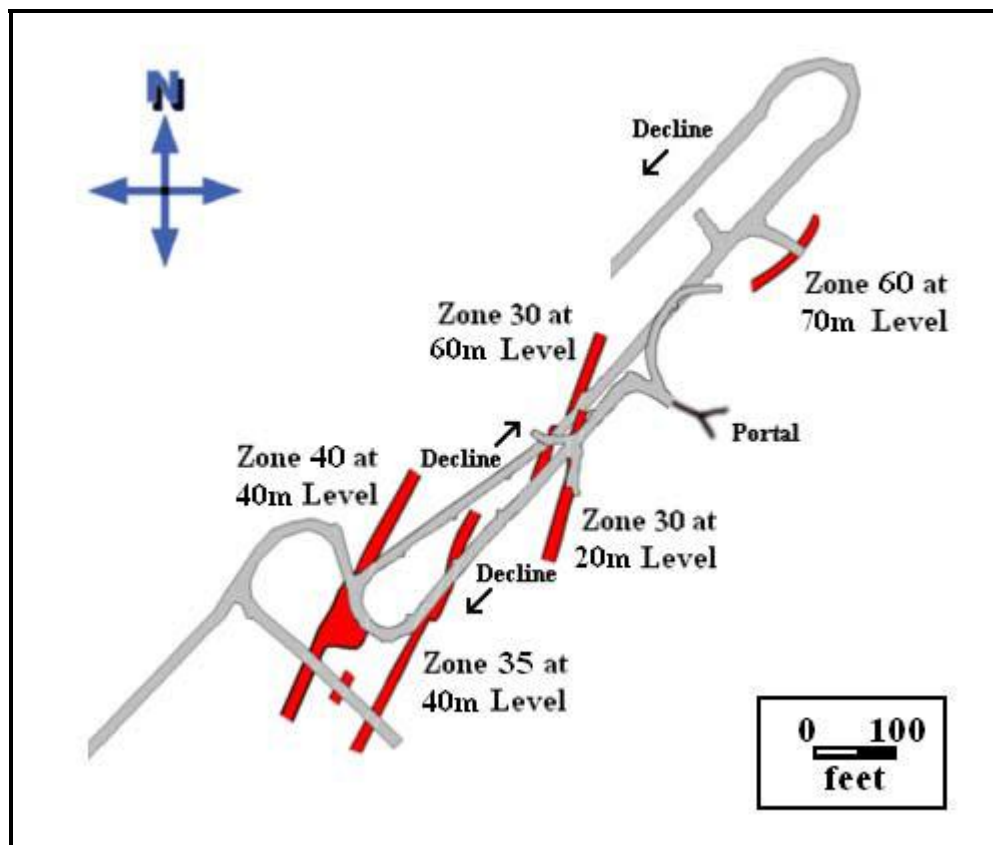 N
Decline
Zone 60 at
70m Level
Zone 30 at
60m Level
Portal
Decline
Zone 40 at
40m Level
Zone 30 at
20m Level
Decline
Zone 35 at
40m Level
0 100
feet